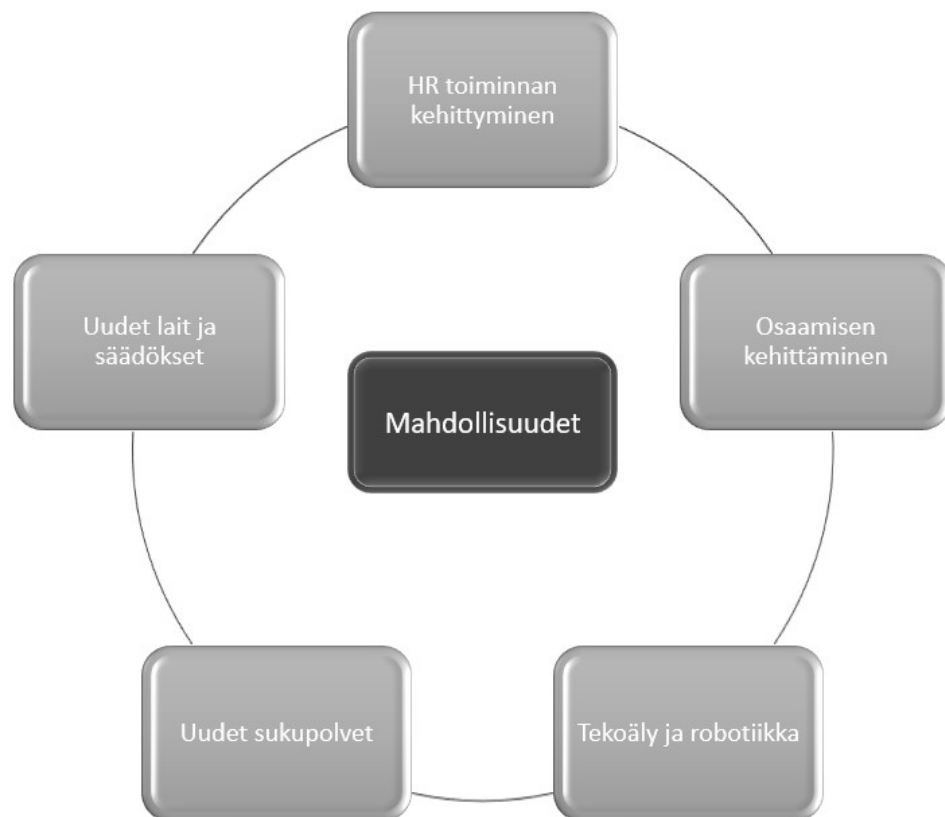 HR toiminnan
kehittyminen
Uudet lait ja
säädökset
Osaamisen
kehittäminen
Mahdollisuudet
Uudet sukupolvet
Tekoäly ja robotiikka